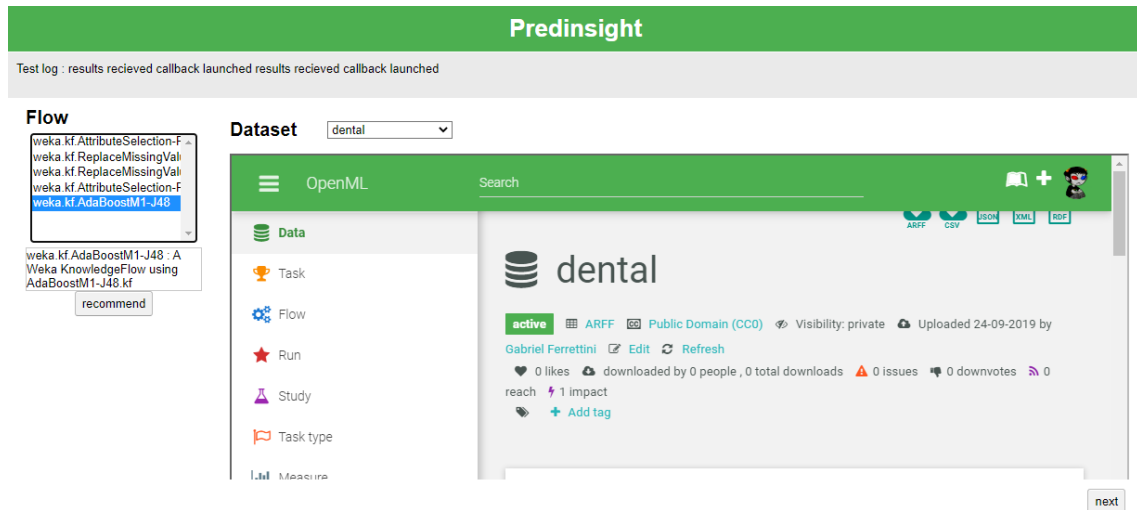 Predinsight
Test log : results recieved callback launched results recieved callback launched
Flow
weka.kf.AttributeSelection-F
weka.kf.ReplaceMissingVal
weka.kf.ReplaceMissingVal
weka.kf.AttributeSelection-F
weka.kf.AdaBoostM1-J48
weka.kf.AdaBoostM1-J48 : A
Weka KnowledgeFlow using
AdaBoostM1-J48.kf
recommend
Dataset dental
OpenML Search
ARFF CSV JSON XML RDF
Data
Task
Flow
Run
Study
Task type
Measure
dental
active ARFF Public Domain (CC0) Visibility: private Uploaded 24-09-2019 by
Gabriel Ferrettini Edit Refresh
0 likes downloaded by 0 people , 0 total downloads 0 issues 0 downvotes 0
reach 1 impact
Add tag
next